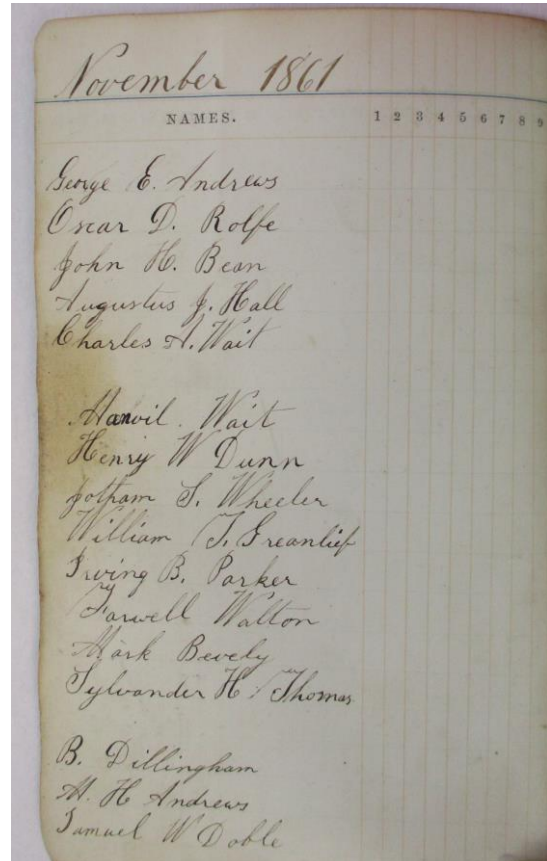 November 1861
NAMES. 1 2 3 4 5 6 7 8 9
George E. Andrews
Oscar D. Rolfe
John H. Bean
Augustus J. Hall
Charles A. Wait
Manvil Wait
Henry W Dunn
Jotham S. Wheeler
William T. Greanlief
Irving B. Parker
Farwell Walton
Mark Bevely
Sylvander H. Thomas
B. Dillingham
M. H Andrews
Samuel W Doble